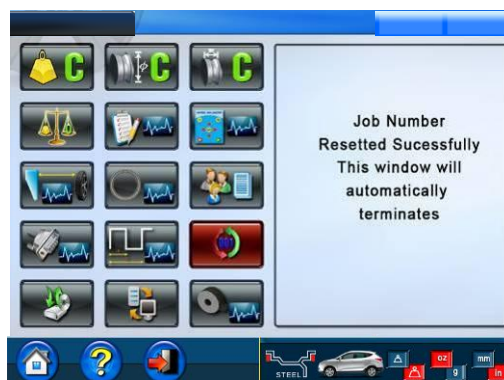 C
C
C
Job Number
Resetted Sucessfully
This window will
automatically
terminates
STEEL
oz
g
mm
in